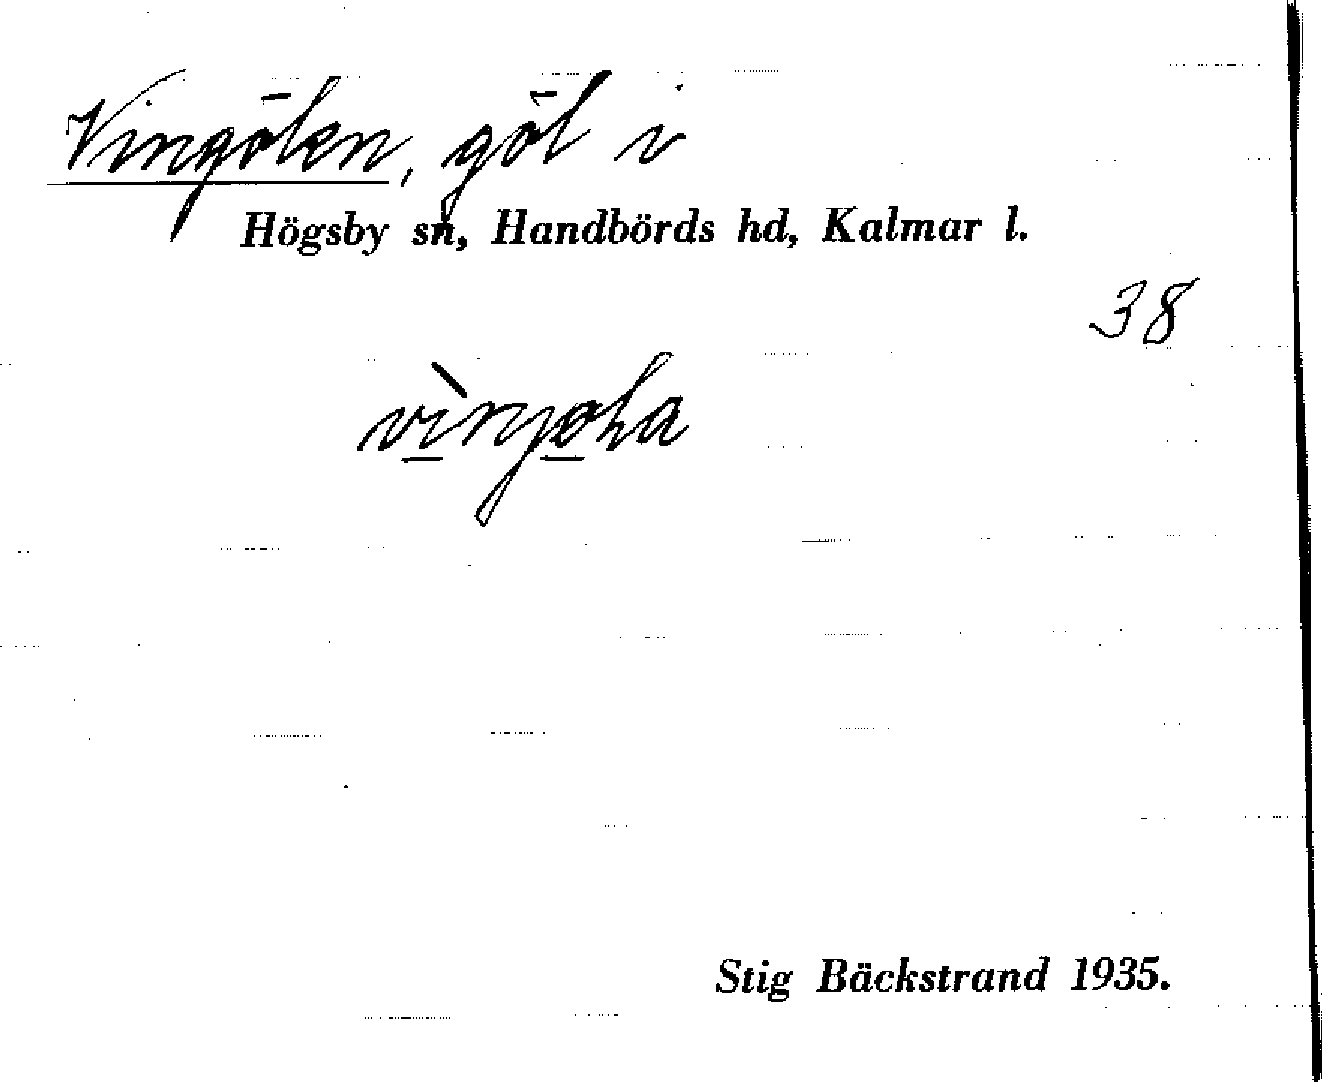 Vingölen, göl i
Högsby sn, Handbörds hd, Kalmar l.
38
Stig Bäckstrand 1935.